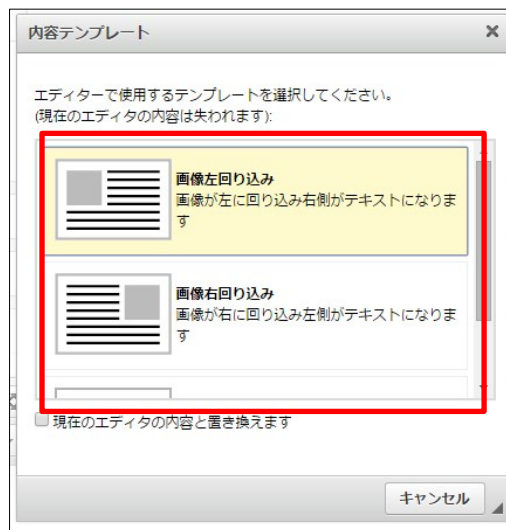 内容テンプレート
エディターで使用するテンプレートを選択してください。
(現在のエディタの内容は失われます):
画像左回り込み
画像が左に回り込み右側がテキストになりま
す
画像右回り込み
画像が右に回り込み左側がテキストになりま
す
現在のエディタの内容と置き換えます
キャンセル